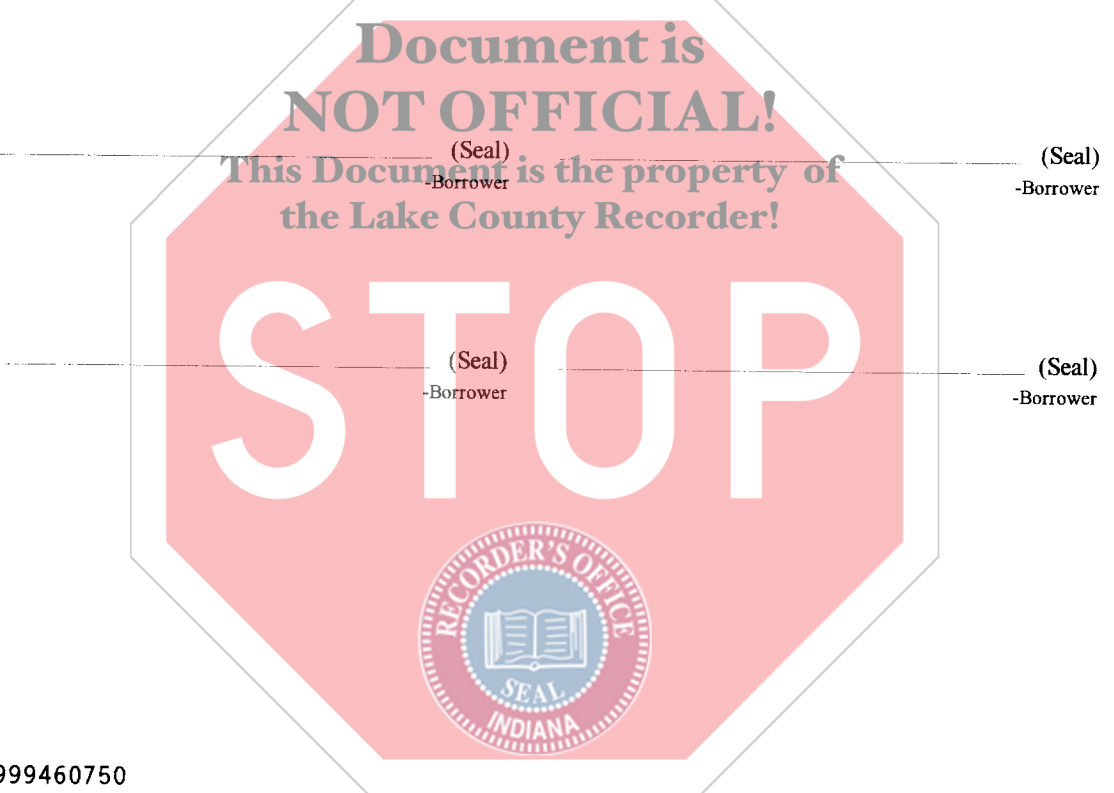 Document is
NOT OFFICIAL!
(Seal) (Seal)
This Document is the property of
-Borrower -Borrower
the Lake County Recorder!
STOP
(Seal) (Seal)
-Borrower -Borrower
RECORDER'S OFFICE
SEAL
INDIANA
999460750